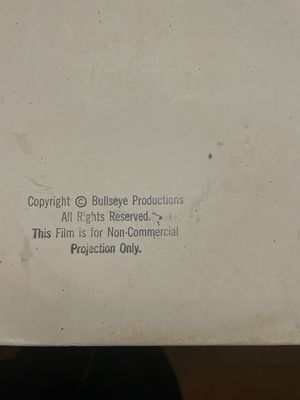 Copyright © Bullseye Productions
All Rights Reserved.
This Film is for Non-Commercial
Projection Only.